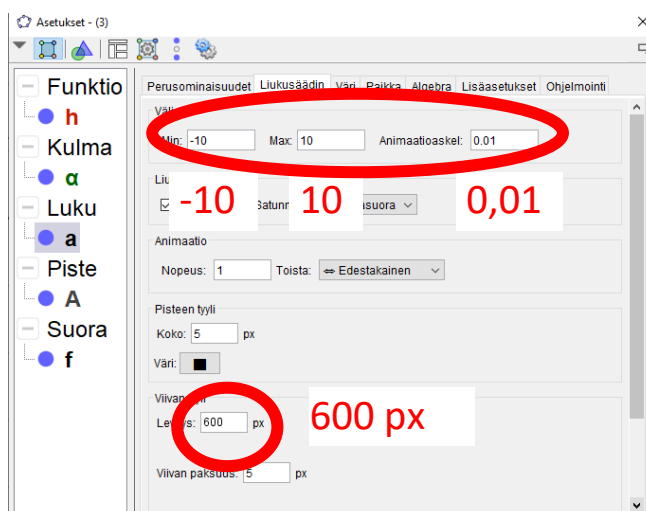 Asetukset - (3)
Funktio
h
Kulma
α
Luku
a
Piste
A
Suora
f
Perusominaisuudet Liukusäädin Väri Paikka Algebra Lisäasetukset Ohjelmointi
Min: -10 Max: 10 Animaatioaskel: 0.01
-10 10 0,01
Animaatio
Nopeus: 1 Toista: ⇔ Edestakainen
Pisteen tyyli
Koko: 5 px
Väri:
600 px
600 px
Viivan paksuus: 5 px